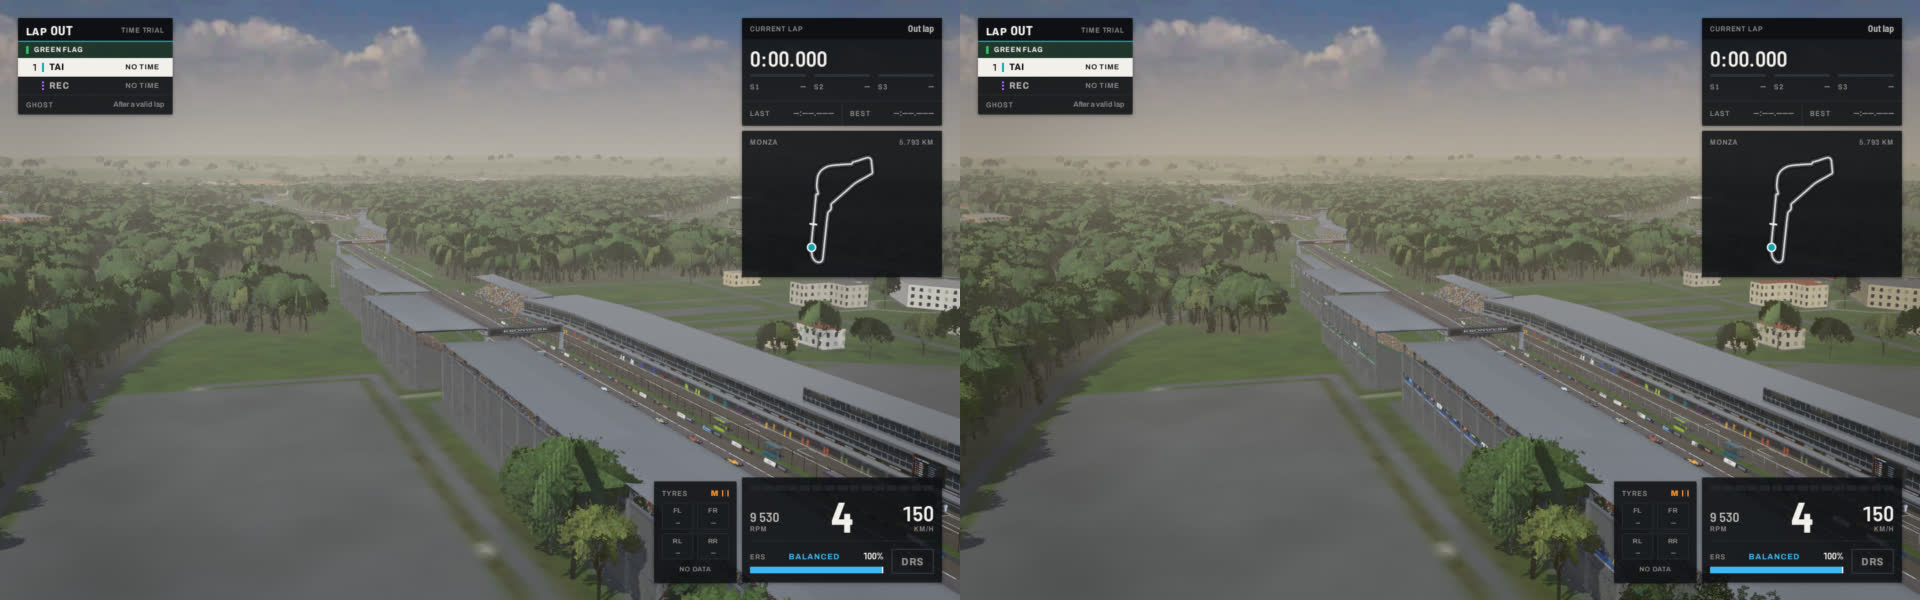 LAP OUT TIME TRIAL
GREEN FLAG
1 TAI NO TIME
REC NO TIME
GHOST After a valid lap
CURRENT LAP Out lap
0:00.000
S1 -- S2 -- S3 --
LAST --:--.--- BEST --:--.---
MONZA 5.793 KM
TYRES M
FL FR
- -
RL RR
- -
NO DATA
9 530 RPM
4
150 KM/H
ERS BALANCED 100%
DRS
LAP OUT TIME TRIAL
GREEN FLAG
1 TAI NO TIME
REC NO TIME
GHOST After a valid lap
CURRENT LAP Out lap
0:00.000
S1 -- S2 -- S3 --
LAST --:--.--- BEST --:--.---
MONZA 5.793 KM
TYRES M
FL FR
- -
RL RR
- -
NO DATA
9 530 RPM
4
150 KM/H
ERS BALANCED 100%
DRS